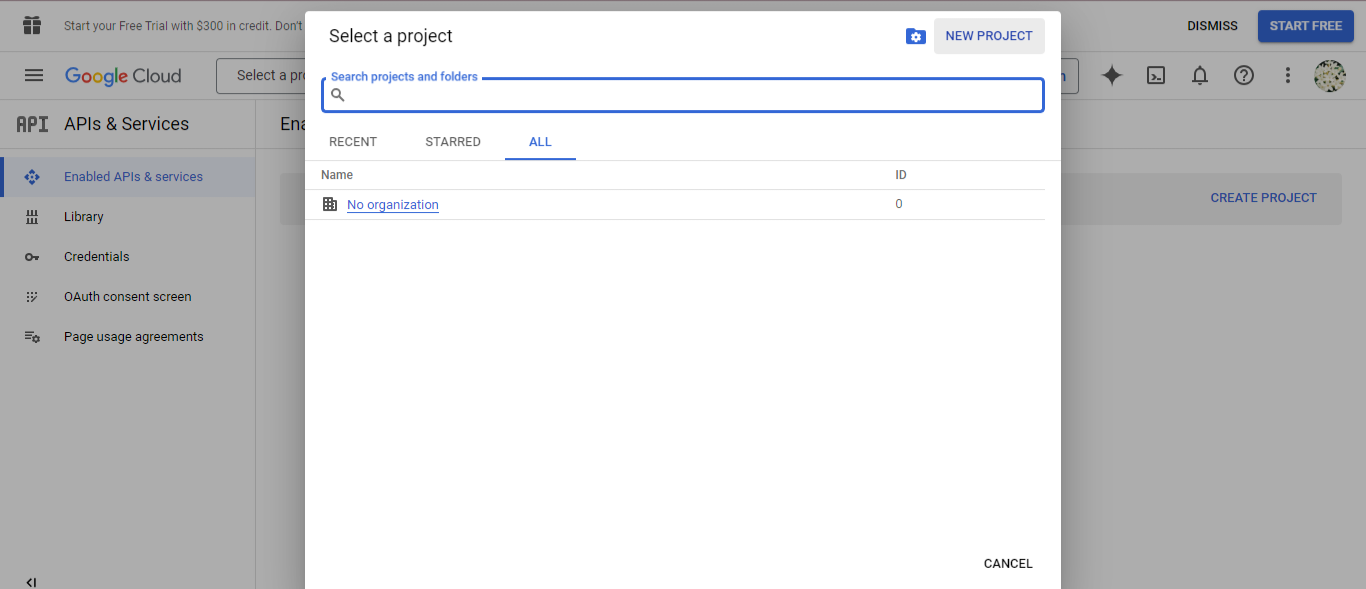 Start your Free Trial with $300 in credit. Don't
DISMISS
START FREE
Select a project
NEW PROJECT
Google Cloud
Select a pr
Search projects and folders
API
APIs & Services
Ena
RECENT
STARRED
ALL
Name
ID
Enabled APIs & services
No organization
0
CREATE PROJECT
Library
Credentials
OAuth consent screen
Page usage agreements
CANCEL